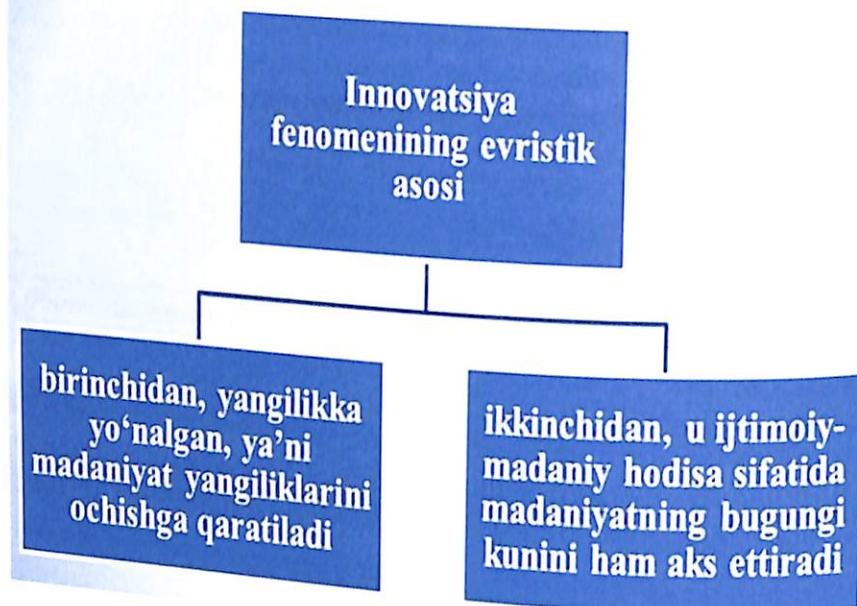 Innovatsiya
fenomenining evristik
asosi
birinchidan, yangilikka
yo‘nalgan, ya’ni
madaniyat yangiliklarini
ochishga qaratiladi
ikkinchidan, u ijtimoiy-
madaniy hodisa sifatida
madaniyatning bugungi
kunini ham aks ettiradi